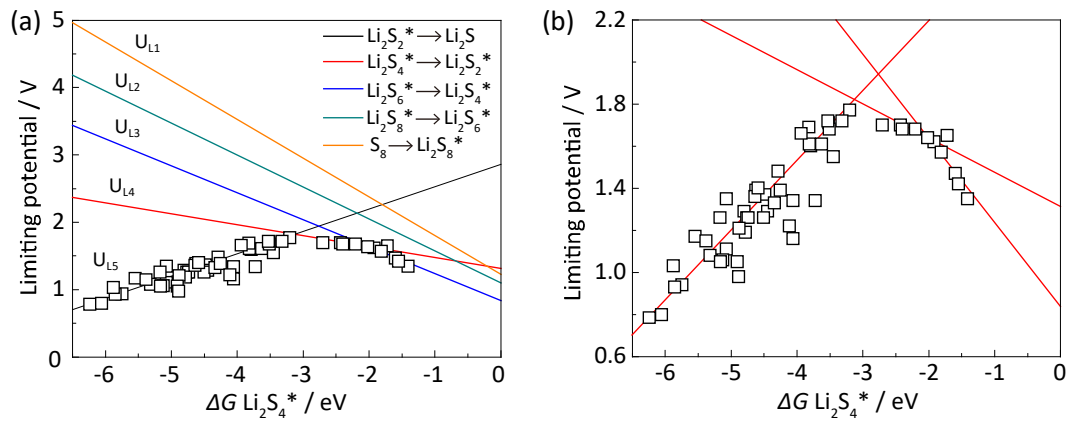 (a)
5
4
3
2
1
0
Limiting potential / V
U_L1
U_L2
U_L3
U_L4
U_L5
Li₂S₂*⟶Li₂S
Li₂S₄*⟶Li₂S₂*
Li₂S₆*⟶Li₂S₄*
Li₂S₈*⟶Li₂S₆*
S₈⟶Li₂S₈*
-6 -5 -4 -3 -2 -1 0
ΔG Li₂S₄* / eV
(b)
2.2
1.8
1.4
1.0
0.6
Limiting potential / V
-6 -5 -4 -3 -2 -1 0
ΔG Li₂S₄* / eV